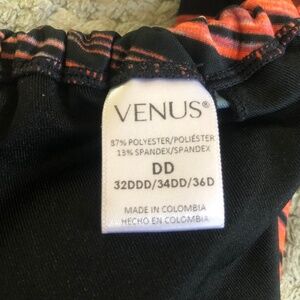 VENUS®
87% POLYESTER/POLIÉSTER
13% SPANDEX/SPANDEX
DD
32DDD/34DD/36D
MADE IN COLOMBIA
HECHO EN COLOMBIA